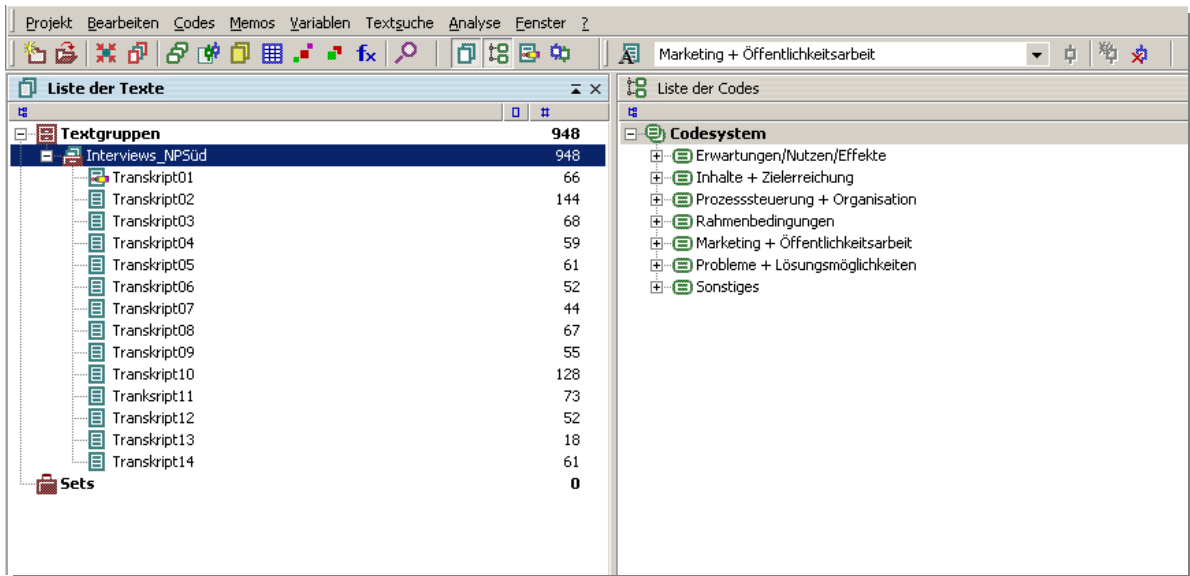 Projekt Bearbeiten Codes Memos Variablen Textsuche Analyse Fenster ?
fx A Marketing + Öffentlichkeitsarbeit
Liste der Texte
#
Textgruppen 948
Interviews_NPSüd 948
Transkript01 66
Transkript02 144
Transkript03 68
Transkript04 59
Transkript05 61
Transkript06 52
Transkript07 44
Transkript08 67
Transkript09 55
Transkript10 128
Tranksript11 73
Transkript12 52
Transkript13 18
Transkript14 61
Sets 0
Liste der Codes
Codesystem
Erwartungen/Nutzen/Effekte
Inhalte + Zielerreichung
Prozesssteuerung + Organisation
Rahmenbedingungen
Marketing + Öffentlichkeitsarbeit
Probleme + Lösungsmöglichkeiten
Sonstiges